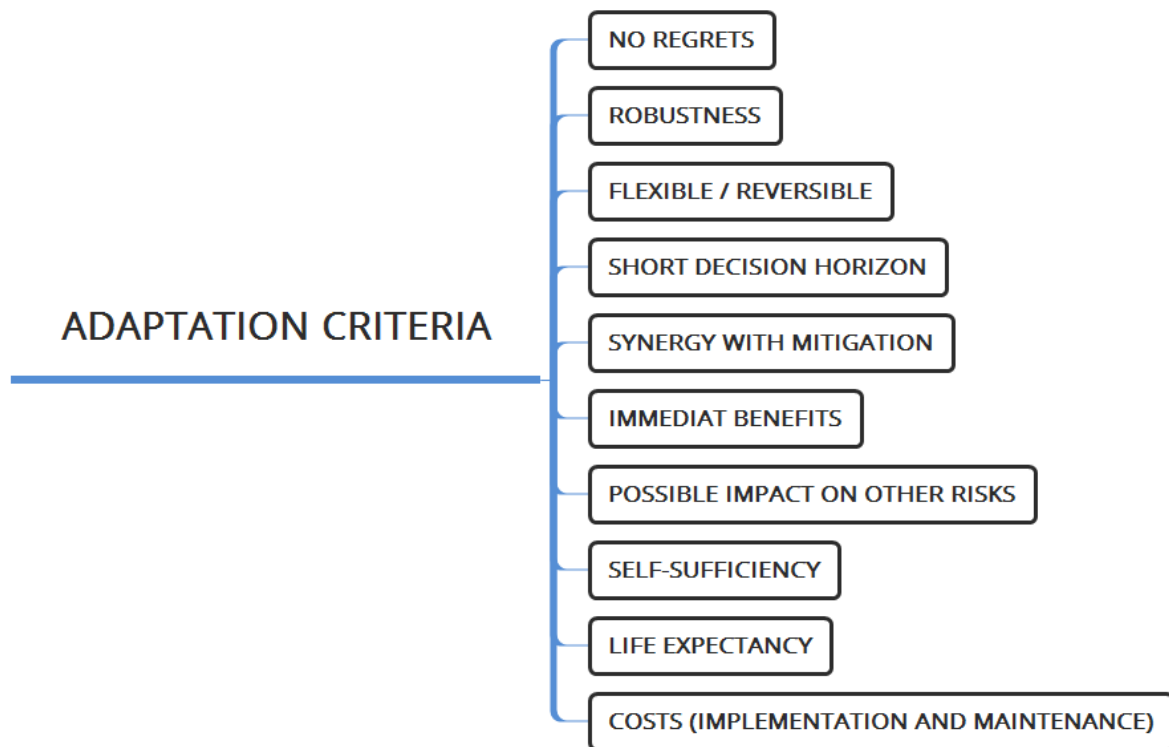 NO REGRETS
ROBUSTNESS
FLEXIBLE / REVERSIBLE
SHORT DECISION HORIZON
ADAPTATION CRITERIA
SYNERGY WITH MITIGATION
IMMEDIAT BENEFITS
POSSIBLE IMPACT ON OTHER RISKS
SELF-SUFFICIENCY
LIFE EXPECTANCY
COSTS (IMPLEMENTATION AND MAINTENANCE)